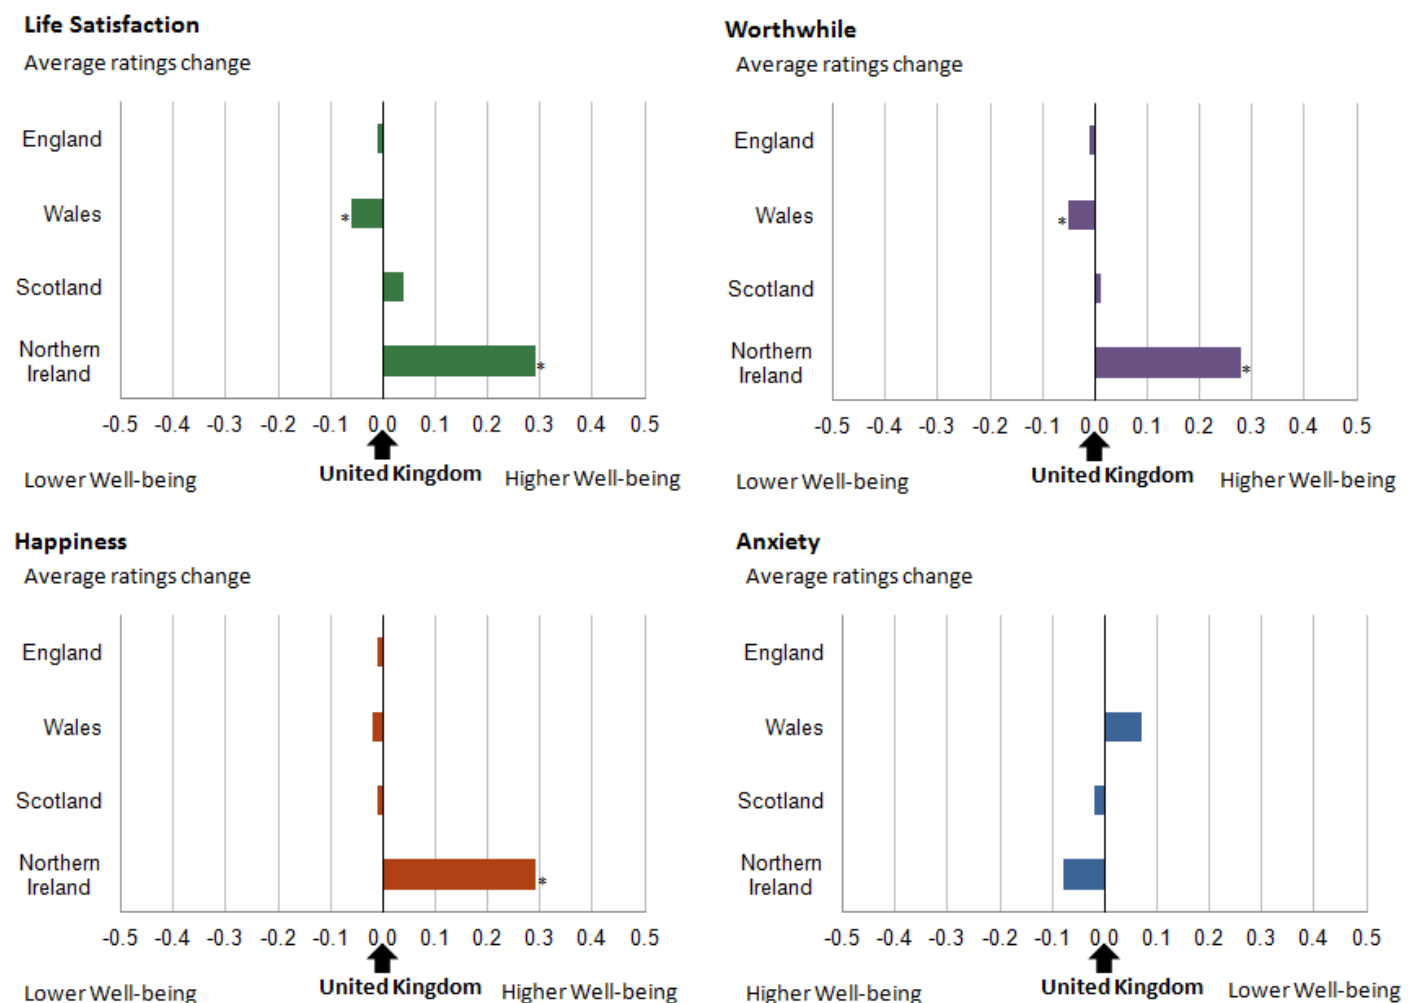 Life Satisfaction
Average ratings change
England
Wales
*
Scotland
Northern
Ireland
*
-0.5 -0.4 -0.3 -0.2 -0.1 0.0 0.1 0.2 0.3 0.4 0.5
Lower Well-being United Kingdom Higher Well-being
Worthwhile
Average ratings change
England
Wales
*
Scotland
Northern
Ireland
*
-0.5 -0.4 -0.3 -0.2 -0.1 0.0 0.1 0.2 0.3 0.4 0.5
Lower Well-being United Kingdom Higher Well-being
Happiness
Average ratings change
England
Wales
Scotland
Northern
Ireland
*
-0.5 -0.4 -0.3 -0.2 -0.1 0.0 0.1 0.2 0.3 0.4 0.5
Lower Well-being United Kingdom Higher Well-being
Anxiety
Average ratings change
England
Wales
Scotland
Northern
Ireland
-0.5 -0.4 -0.3 -0.2 -0.1 0.0 0.1 0.2 0.3 0.4 0.5
Higher Well-being United Kingdom Lower Well-being